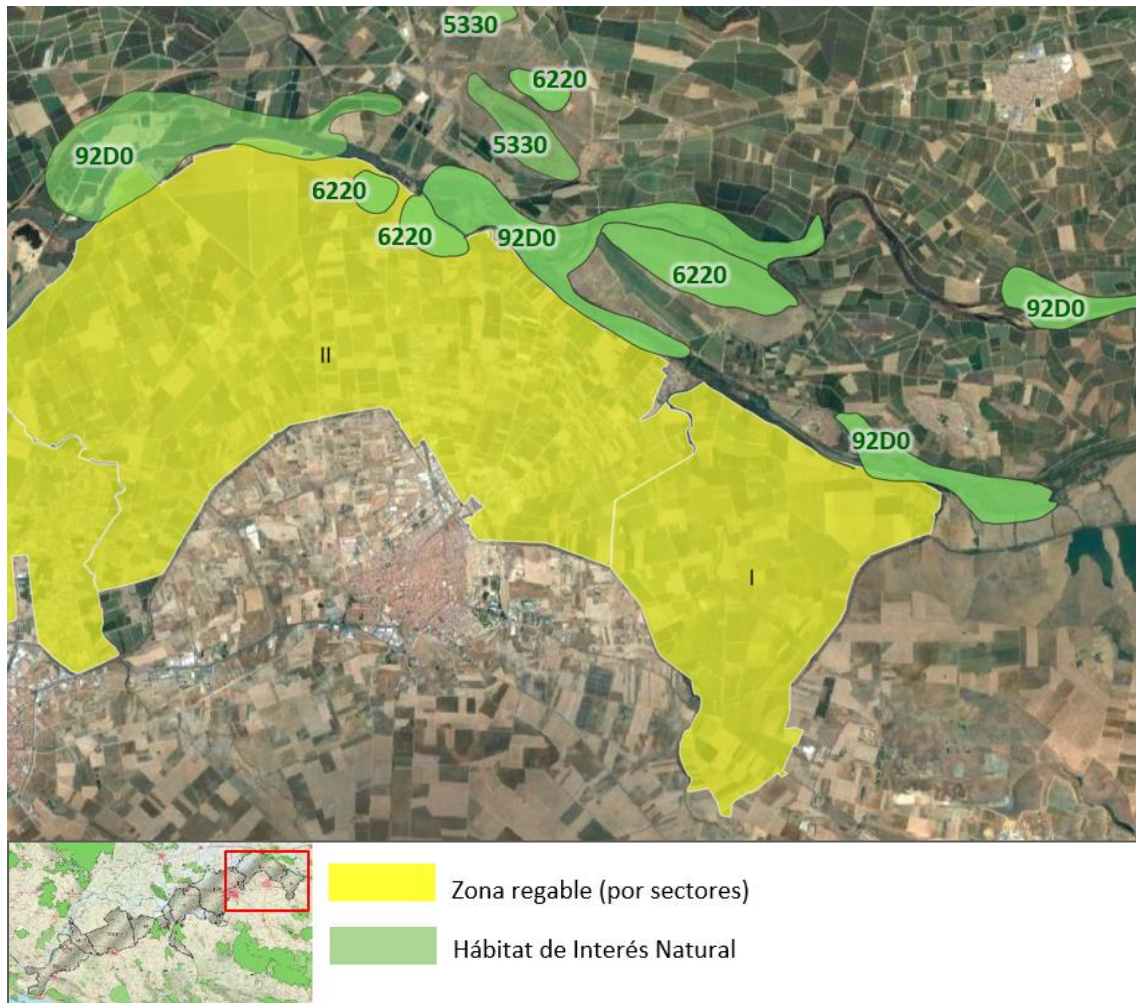 5330
6220
5330
92D0
6220
6220
92D0
6220
92D0
II
92D0
I
Zona regable (por sectores)
Hábitat de Interés Natural